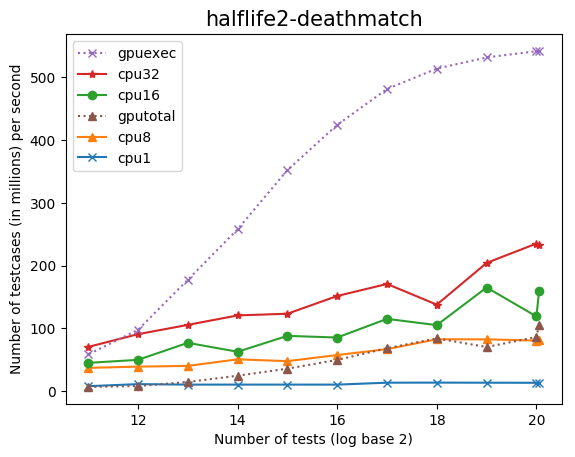 halflife2-deathmatch
gpuexec
cpu32
cpu16
gputotal
cpu8
cpu1
Number of testcases (in millions) per second
500
400
300
200
100
0
12
14
16
18
20
Number of tests (log base 2)